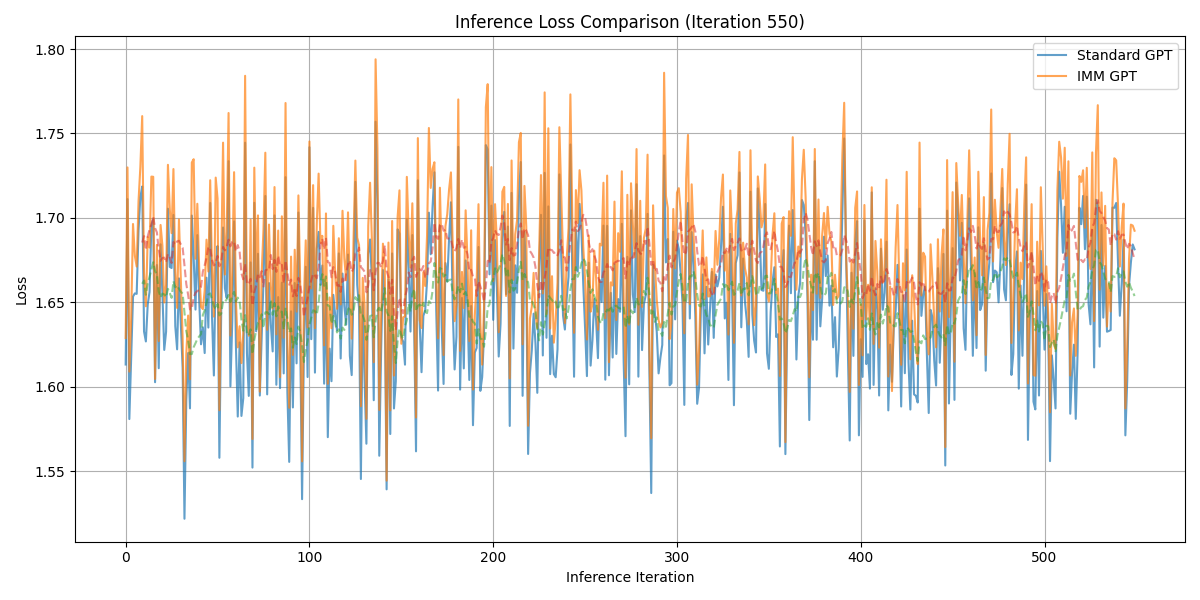 Inference Loss Comparison (Iteration 550)
Standard GPT
IMM GPT
Loss
1.80
1.75
1.70
1.65
1.60
1.55
0 100 200 300 400 500
Inference Iteration